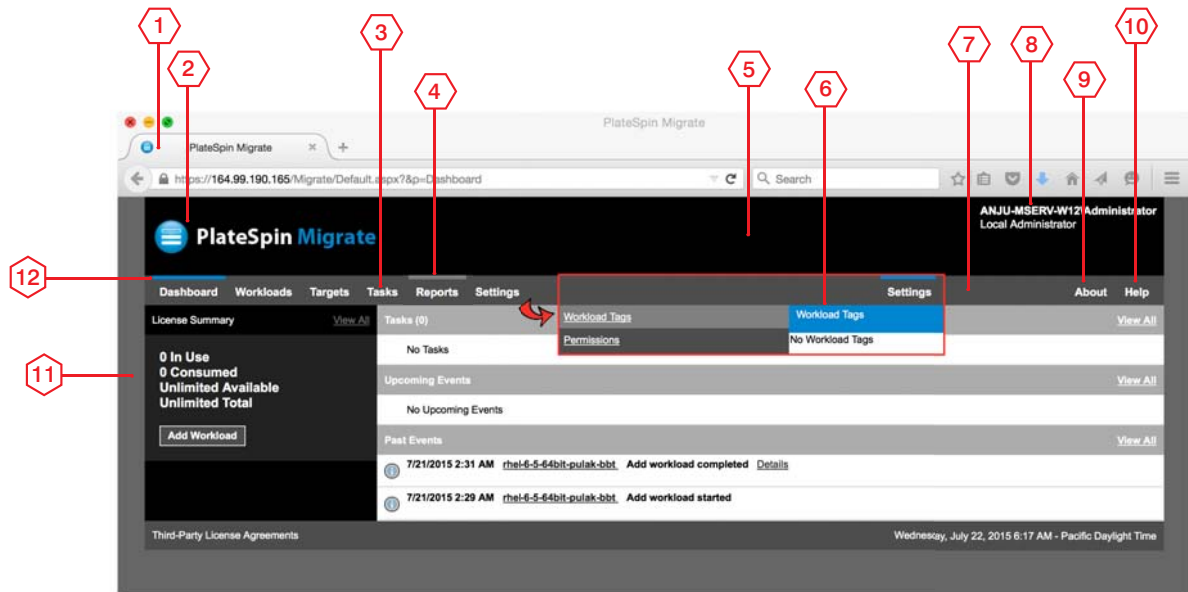 1
2
3
4
5
6
7
8
9
10
11
12
PlateSpin Migrate
PlateSpin Migrate
https://164.99.190.165/Migrate/Default.aspx?&p=Dashboard
Search
PlateSpin Migrate
ANJU-MSERV-W12\Administrator
Local Administrator
Dashboard Workloads Targets Tasks Reports Settings Settings About Help
License Summary View All
0 In Use
0 Consumed
Unlimited Available
Unlimited Total
Add Workload
Tasks (0) View All
No Tasks
Workload Tags
Permissions
Workload Tags
No Workload Tags
Upcoming Events View All
No Upcoming Events
Past Events View All
7/21/2015 2:31 AM rhel-6-5-64bit-pulak-bbt Add workload completed Details
7/21/2015 2:29 AM rhel-6-5-64bit-pulak-bbt Add workload started
Third-Party License Agreements
Wednesday, July 22, 2015 6:17 AM - Pacific Daylight Time